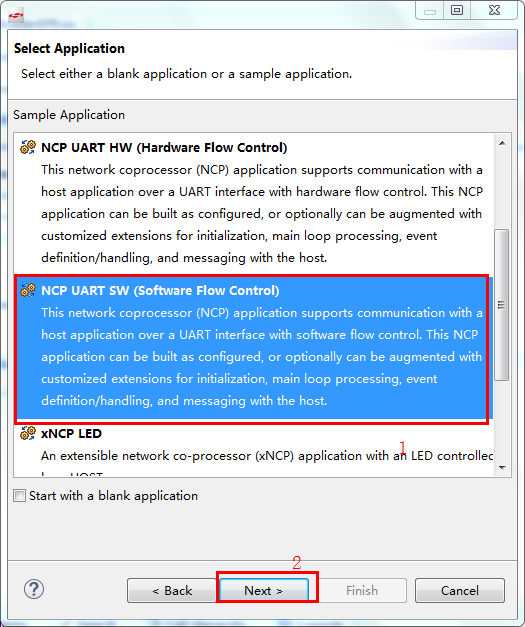 Select Application
Select either a blank application or a sample application.
Sample Application
NCP UART HW (Hardware Flow Control)
This network coprocessor (NCP) application supports communication with a
host application over a UART interface with hardware flow control. This NCP
application can be built as configured, or optionally can be augmented with
customized extensions for initialization, main loop processing, event
definition/handling, and messaging with the host.
NCP UART SW (Software Flow Control)
This network coprocessor (NCP) application supports communication with a
host application over a UART interface with software flow control. This NCP
application can be built as configured, or optionally can be augmented with
customized extensions for initialization, main loop processing, event
definition/handling, and messaging with the host.
xNCP LED
1
An extensible network co-processor (xNCP) application with an LED controlled
HOST
Start with a blank application
2
< Back
Next >
Finish
Cancel